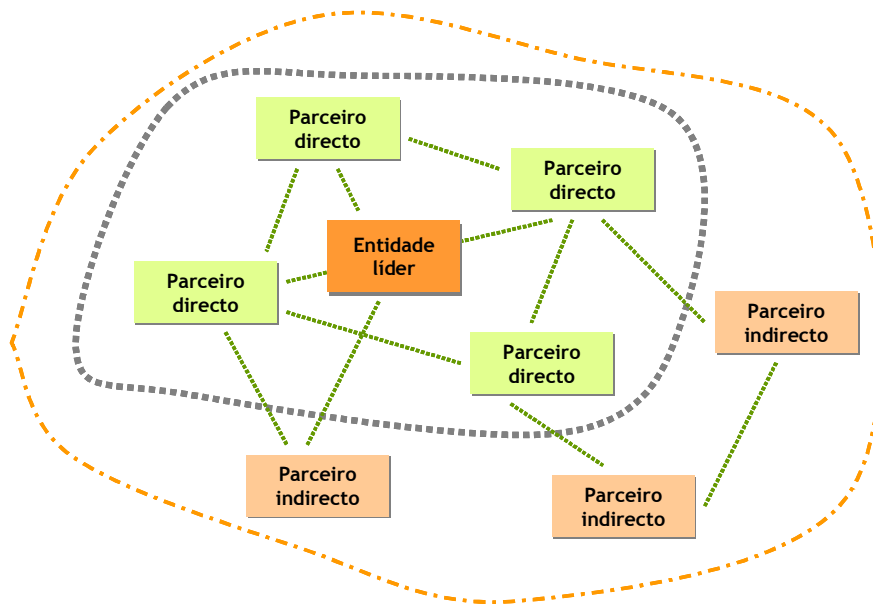 Parceiro
directo
Parceiro
directo
Entidade
líder
Parceiro
directo
Parceiro
indirecto
Parceiro
directo
Parceiro
indirecto
Parceiro
indirecto